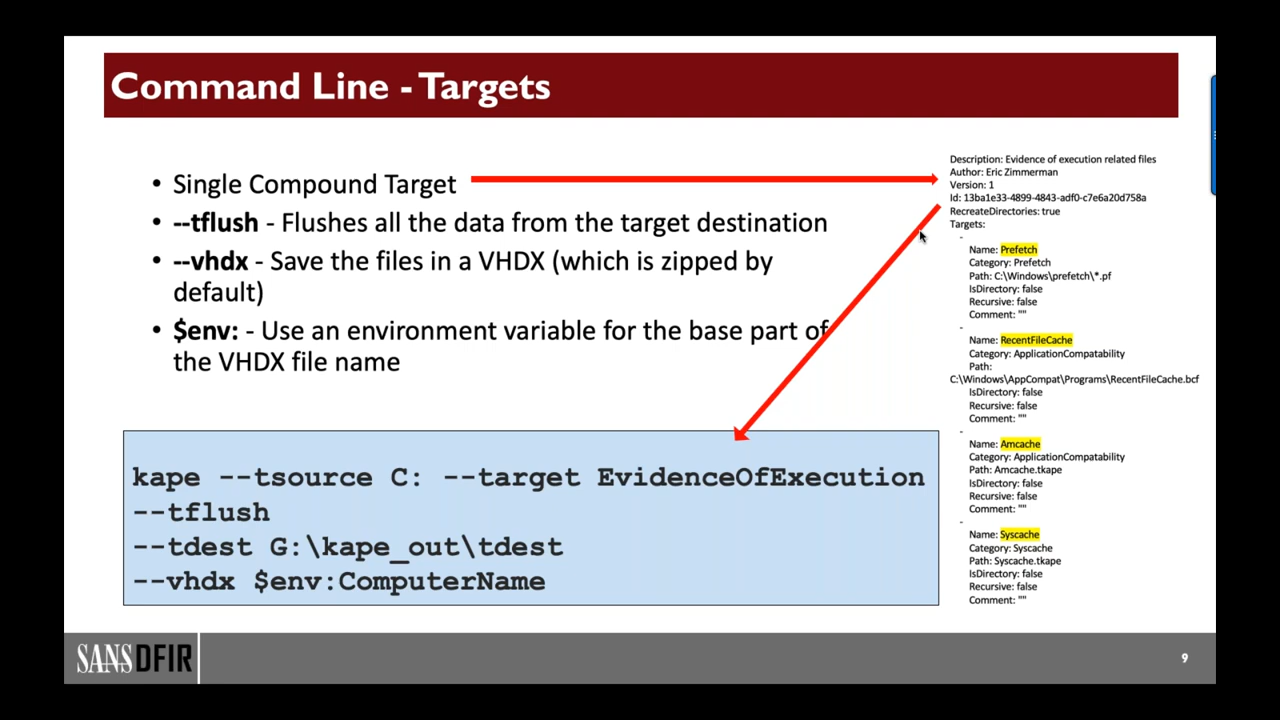 Command Line - Targets
• Single Compound Target
• --tflush - Flushes all the data from the target destination
• --vhdx - Save the files in a VHDX (which is zipped by
default)
• $env: - Use an environment variable for the base part of
the VHDX file name
kape --tsource C: --target EvidenceOfExecution
--tflush
--tdest G:\kape_out\tdest
--vhdx $env:ComputerName
Description: Evidence of execution related files
Author: Eric Zimmerman
Version: 1
Id: 13ba1e33-4899-4843-adf0-c7e6a20d758a
RecreateDirectories: true
Targets:
-
Name: Prefetch
Category: Prefetch
Path: C:\Windows\prefetch\*.pf
IsDirectory: false
Recursive: false
Comment: ""
-
Name: RecentFileCache
Category: ApplicationCompatability
Path:
C:\Windows\AppCompat\Programs\RecentFileCache.bcf
IsDirectory: false
Recursive: false
Comment: ""
-
Name: Amcache
Category: ApplicationCompatability
Path: Amcache.tkape
IsDirectory: false
Recursive: false
Comment: ""
-
Name: Syscache
Category: Syscache
Path: Syscache.tkape
IsDirectory: false
Recursive: false
Comment: ""
SANS DFIR
9